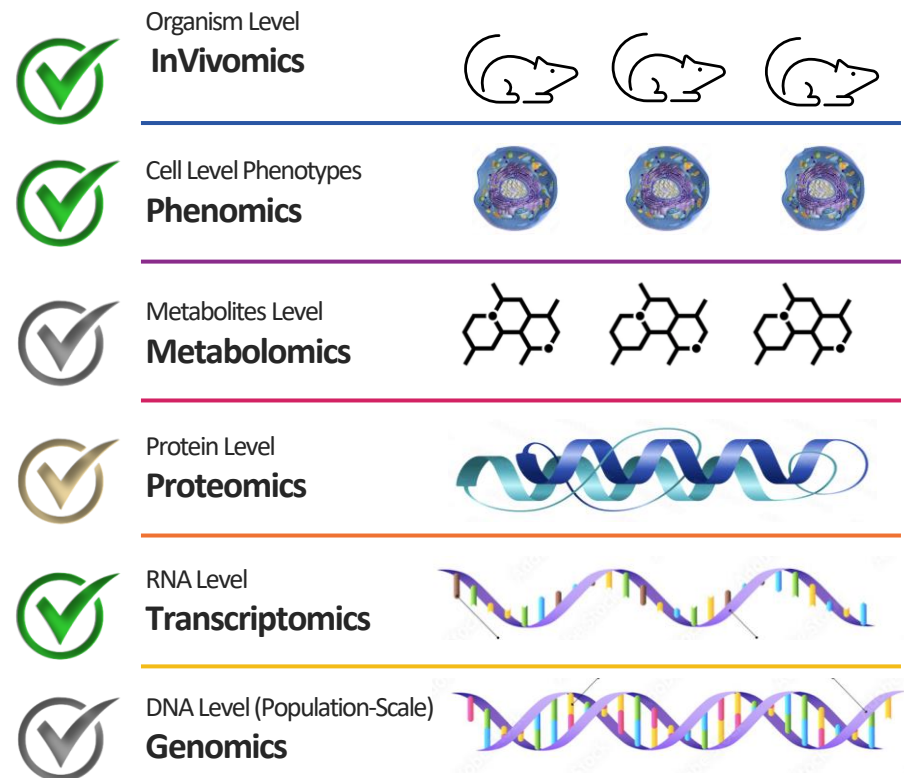 Organism Level
InVivomics
Cell Level Phenotypes
Phenomics
Metabolites Level
Metabolomics
Protein Level
Proteomics
RNA Level
Transcriptomics
DNA Level (Population-Scale)
Genomics